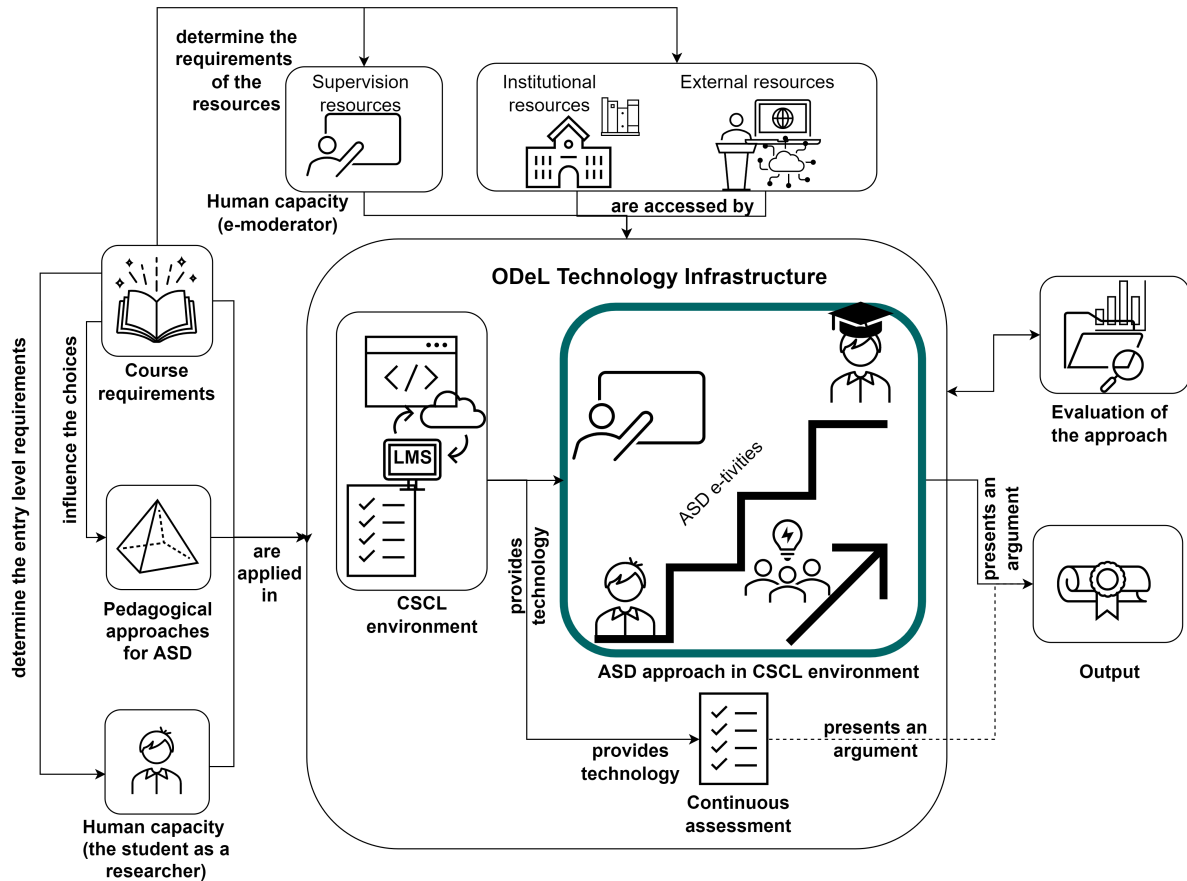 determine the
requirements
of the
resources
Supervision
resources
Institutional
resources
External resources
Human capacity
(e-moderator)
are accessed by
ODeL Technology Infrastructure
Course
requirements
determine the entry level requirements
influence the choices
Pedagogical
approaches
for ASD
are
applied
in
Human capacity
(the student as a
researcher)
LMS
CSCL
environment
provides
technology
ASD e-tivities
ASD approach in CSCL environment
provides
technology
Continuous
assessment
presents an
argument
presents an
argument
Evaluation of
the approach
Output